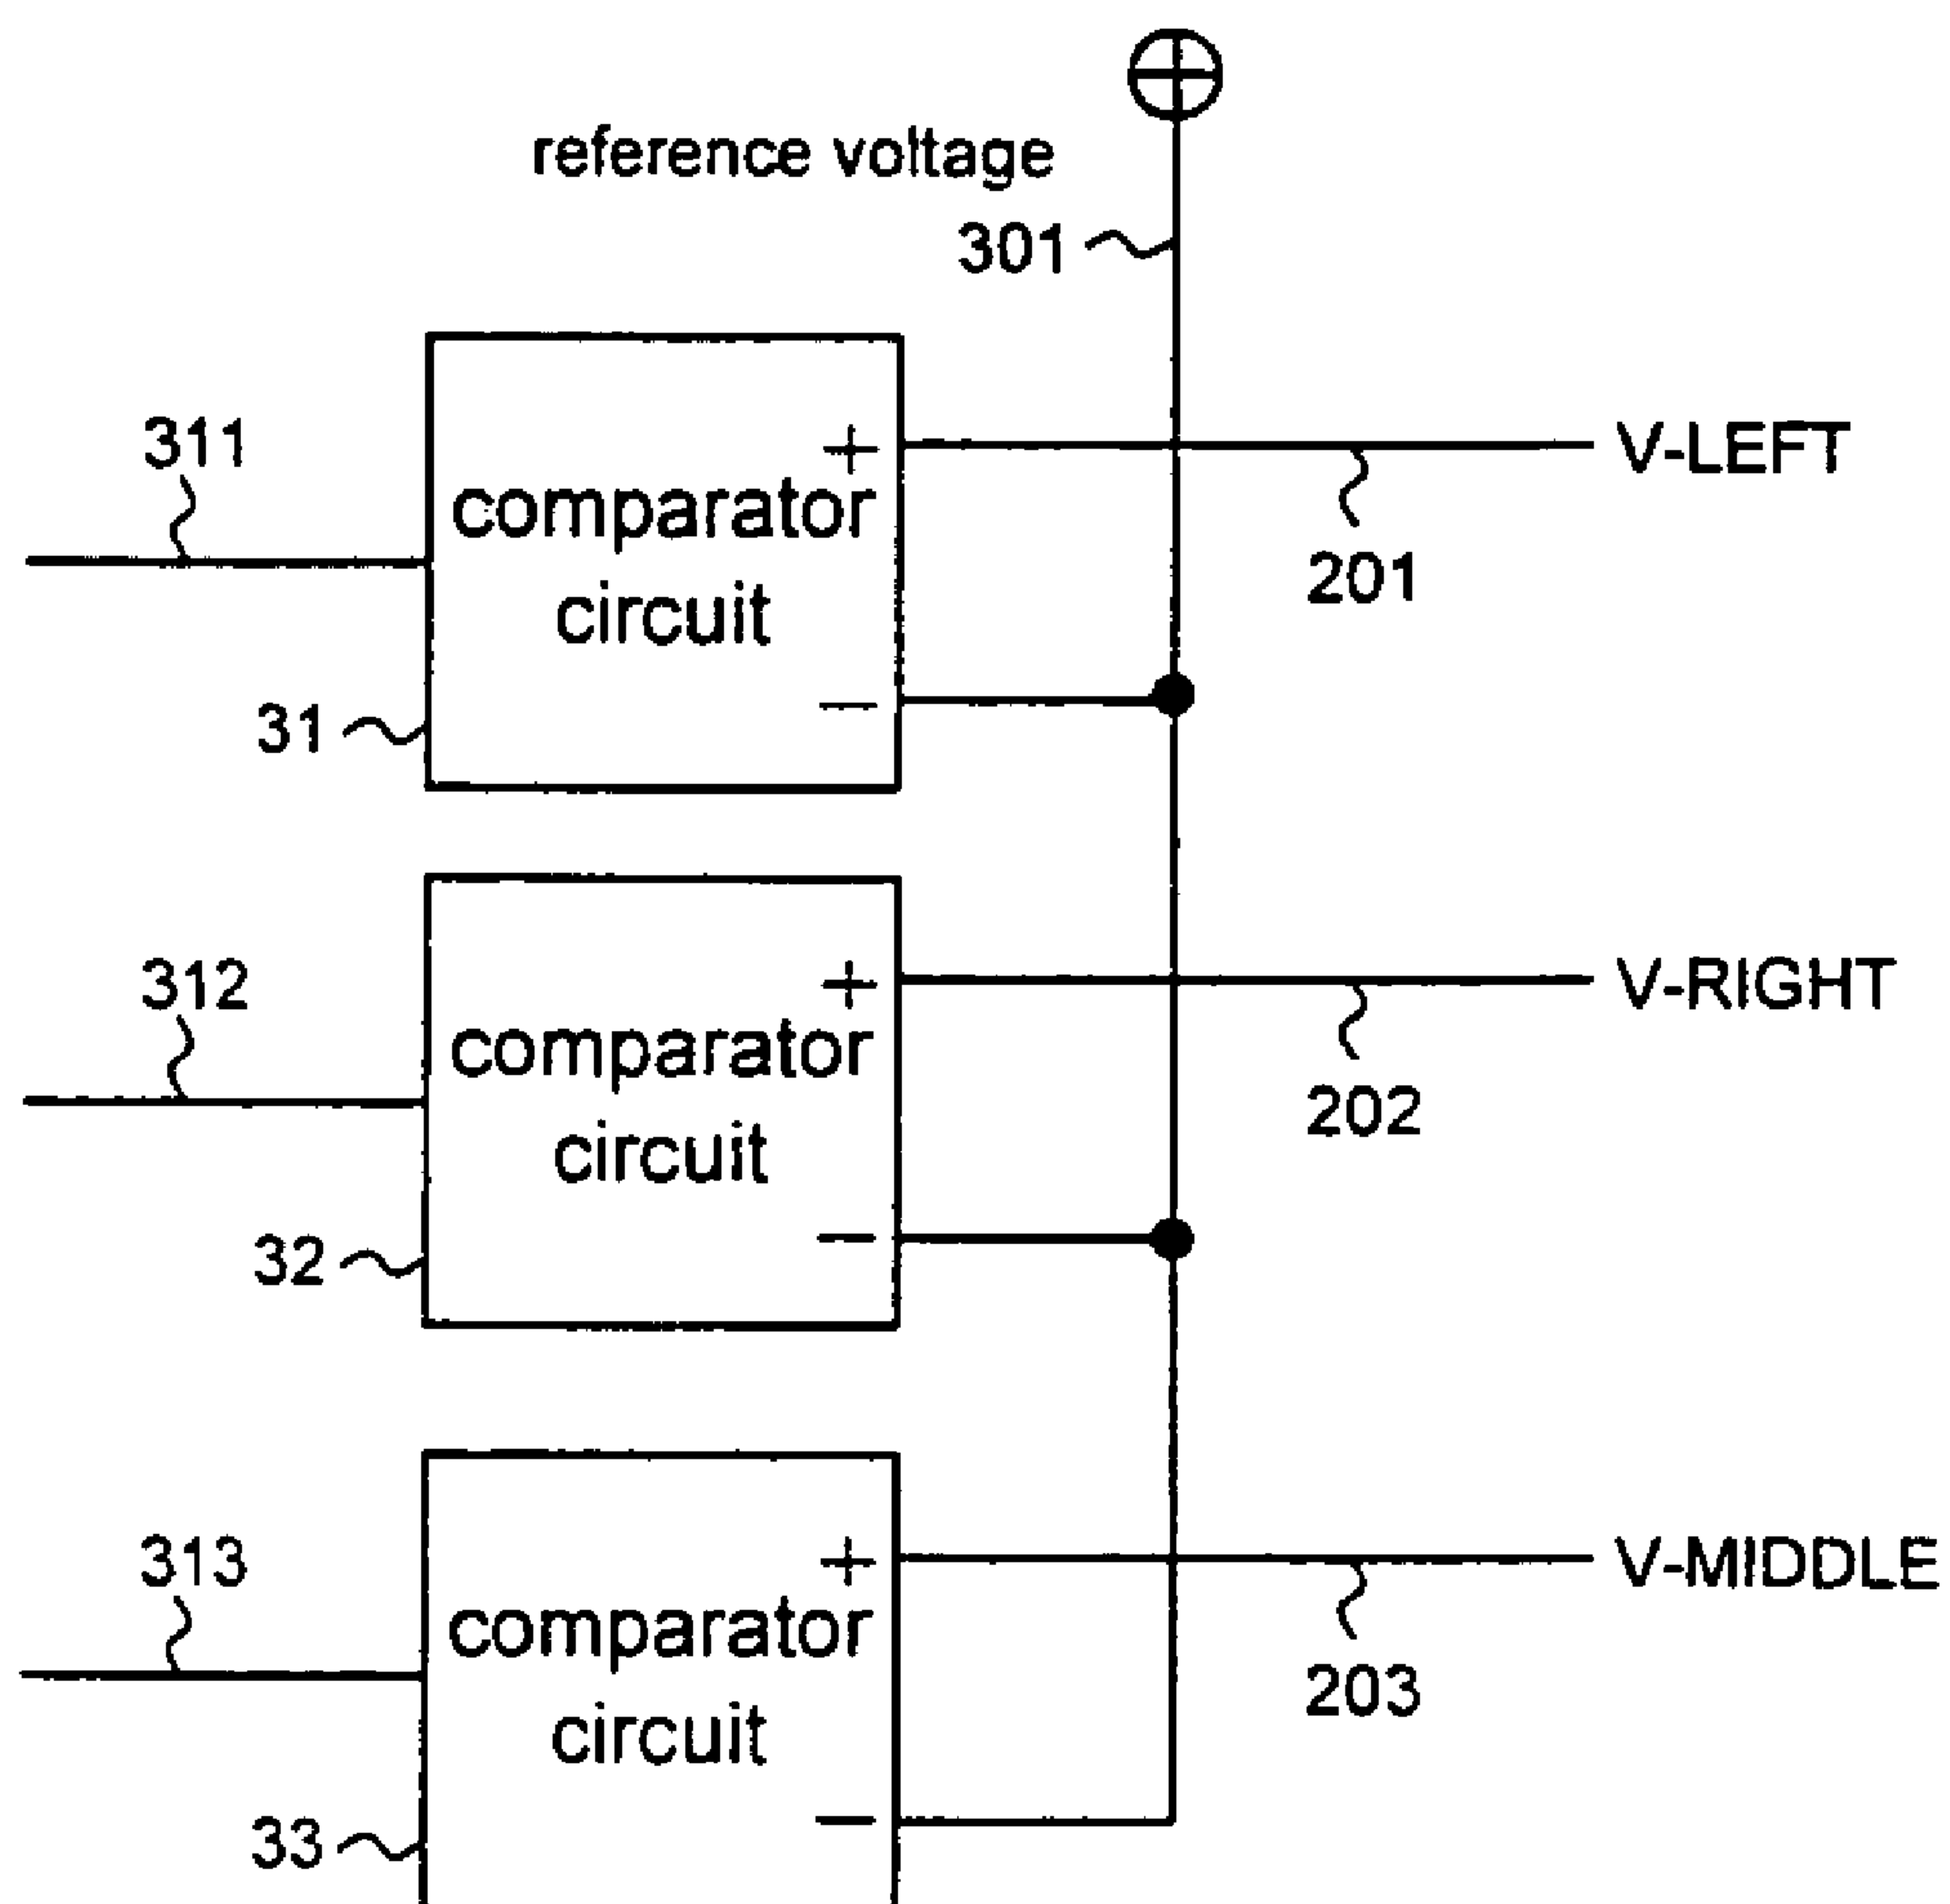 reference voltage
301
311
+
comparator
circuit
−
31
V-LEFT
201
312
+
comparator
circuit
−
32
V-RIGHT
202
313
+
comparator
circuit
−
33
V-MIDDLE
203